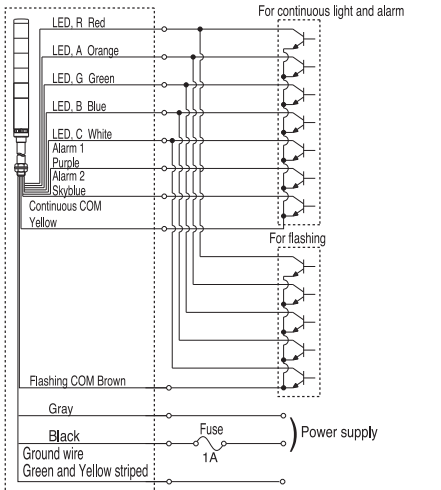 For continuous light and alarm
LED, R Red
LED, A Orange
LED, G Green
LED, B Blue
LED, C White
Alarm 1
Purple
Alarm 2
Skyblue
Continuous COM
Yellow
For flashing
Flashing COM Brown
Gray
Black
Fuse
1A
Power supply
Ground wire
Green and Yellow striped